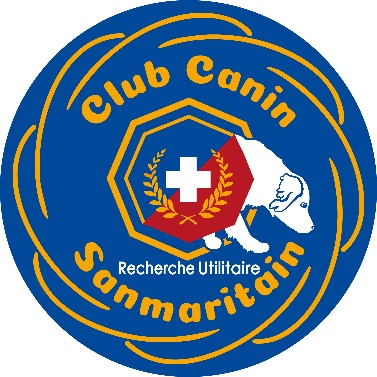 Club Canin
Recherche Utilitaire
Sanmaritain